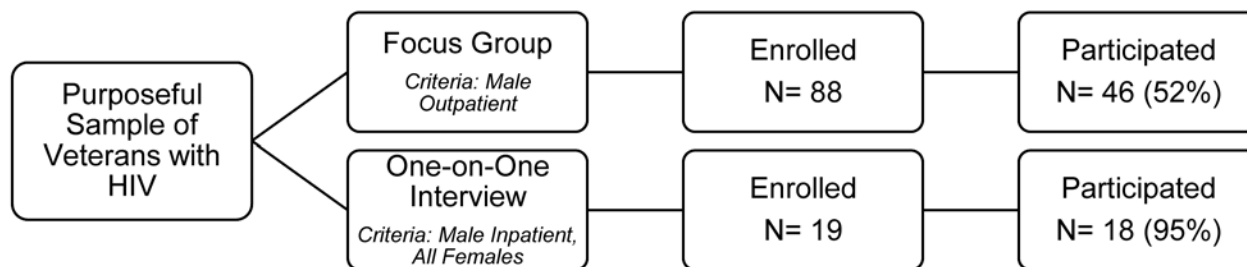 Purposeful
Sample of
Veterans with
HIV
Focus Group
Criteria: Male
Outpatient
Enrolled
N= 88
Participated
N= 46 (52%)
One-on-One
Interview
Criteria: Male Inpatient,
All Females
Enrolled
N= 19
Participated
N= 18 (95%)